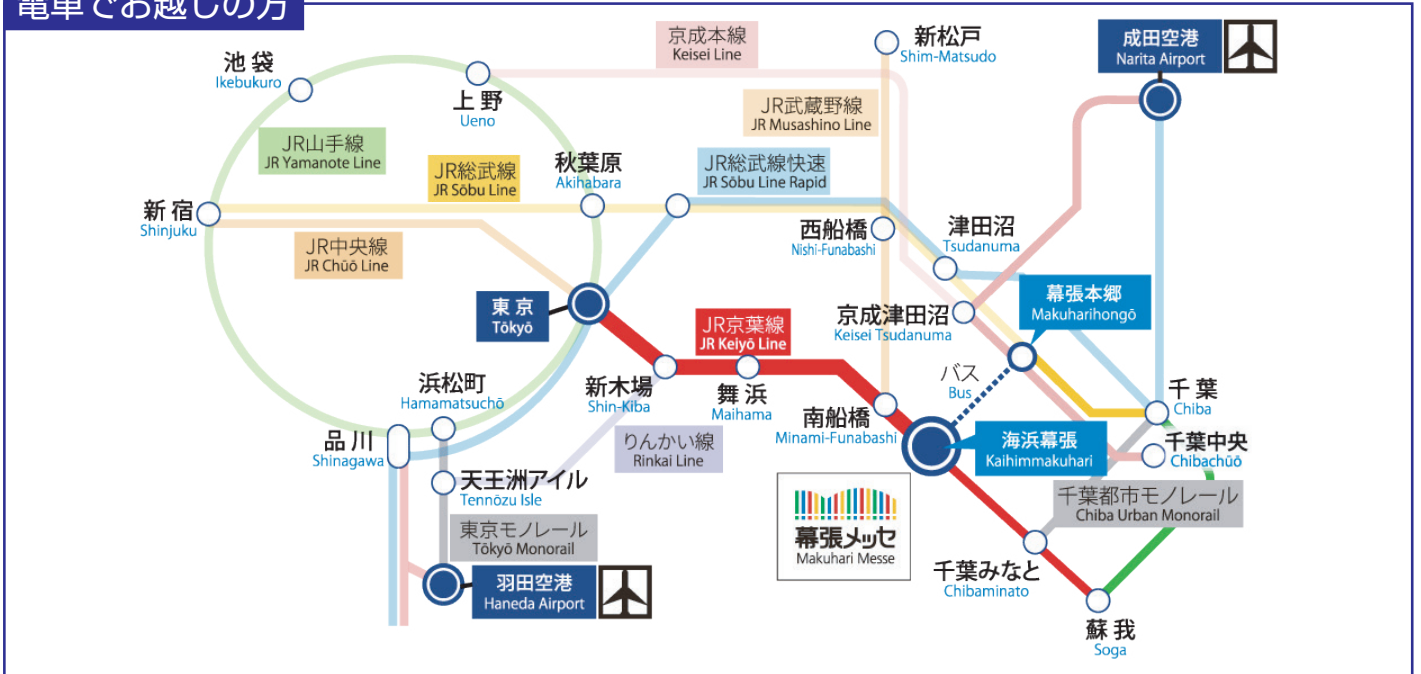 電車でお越しの方
京成本線
Keisei Line
新松戸
Shim-Matsudo
成田空港
Narita Airport
池袋
Ikebukuro
上野
Ueno
JR武蔵野線
JR Musashino Line
JR山手線
JR Yamanote Line
JR総武線
JR Sōbu Line
秋葉原
Akihabara
JR総武線快速
JR Sōbu Line Rapid
新宿
Shinjuku
JR中央線
JR Chūō Line
西船橋
Nishi-Funabashi
津田沼
Tsudanuma
東京
Tōkyō
JR京葉線
JR Keiyō Line
京成津田沼
Keisei Tsudanuma
幕張本郷
Makuharihongō
浜松町
Hamamatsuchō
新木場
Shin-Kiba
舞浜
Maihama
バス
Bus
南船橋
Minami-Funabashi
千葉
Chiba
品川
Shinagawa
りんかい線
Rinkai Line
海浜幕張
Kaihimmakuhari
千葉中央
Chibachūō
天王洲アイル
Tennōzu Isle
千葉都市モノレール
Chiba Urban Monorail
東京モノレール
Tōkyō Monorail
幕張メッセ
Makuhari Messe
羽田空港
Haneda Airport
千葉みなと
Chibaminato
蘇我
Soga